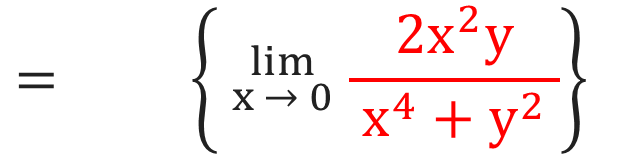 = { lim x → 0 2x²y / x⁴ + y² }